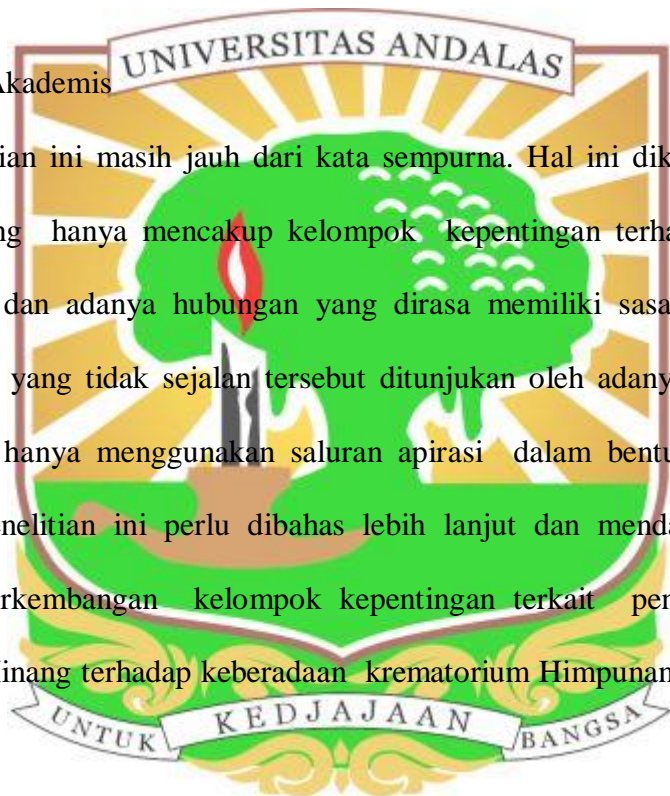 UNIVERSITAS ANDALAS
Akademis
ian ini masih jauh dari kata sempurna. Hal ini dik
ng hanya mencakup kelompok kepentingan terha
dan adanya hubungan yang dirasa memiliki sasa
yang tidak sejalan tersebut ditunjukan oleh adany
hanya menggunakan saluran apirasi dalam bentu
enelitian ini perlu dibahas lebih lanjut dan menda
rkembangan kelompok kepentingan terkait pen
Minang terhadap keberadaan krematorium Himpunan
UNTUK KEDJAJAAN BANGSA